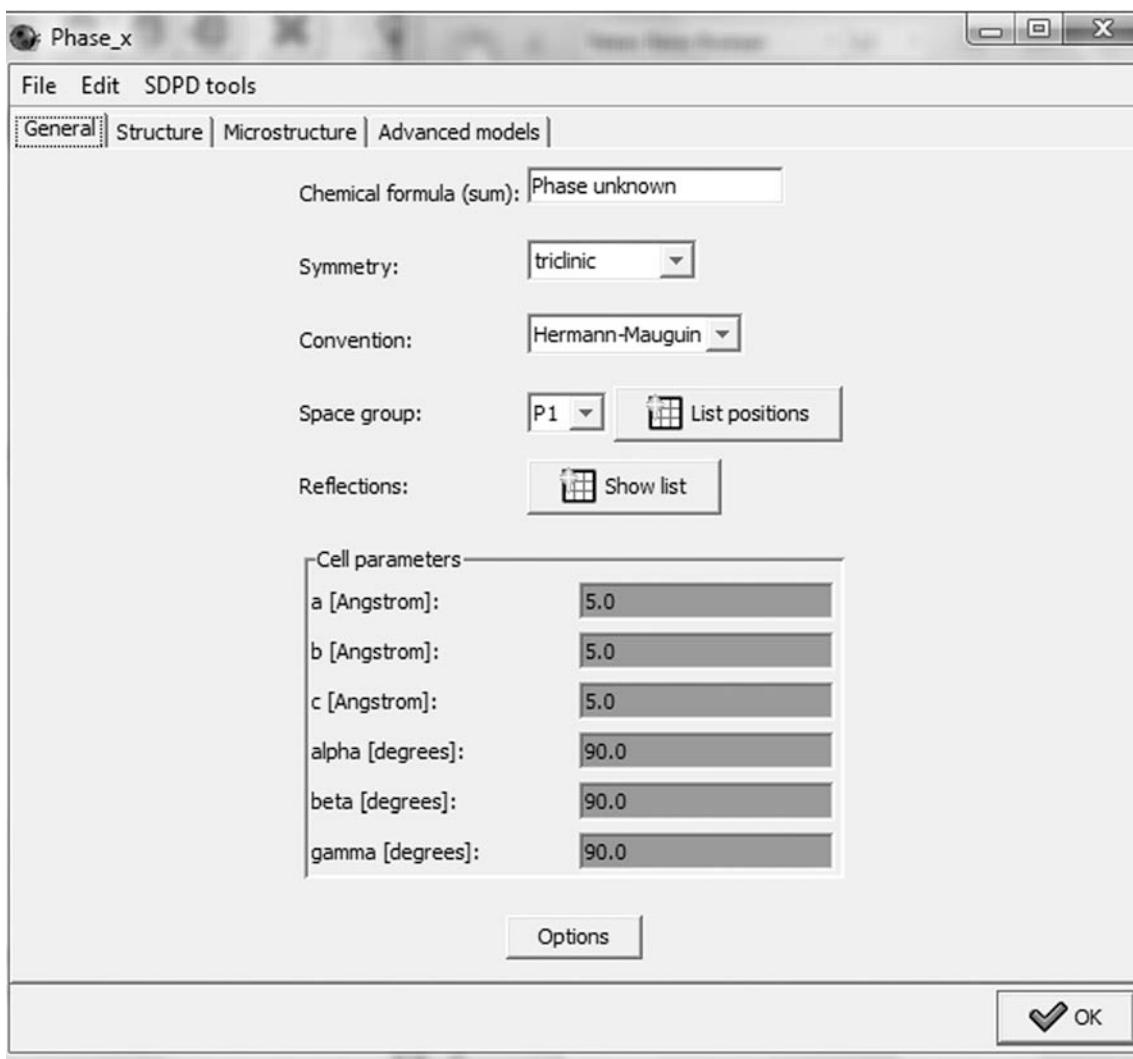 Phase_x
File Edit SDPD tools
General Structure Microstructure Advanced models
Chemical formula (sum): Phase unknown
Symmetry: triclinic
Convention: Hermann-Mauguin
Space group: P1 List positions
Reflections: Show list
Cell parameters
a [Angstrom]: 5.0
b [Angstrom]: 5.0
c [Angstrom]: 5.0
alpha [degrees]: 90.0
beta [degrees]: 90.0
gamma [degrees]: 90.0
Options
OK